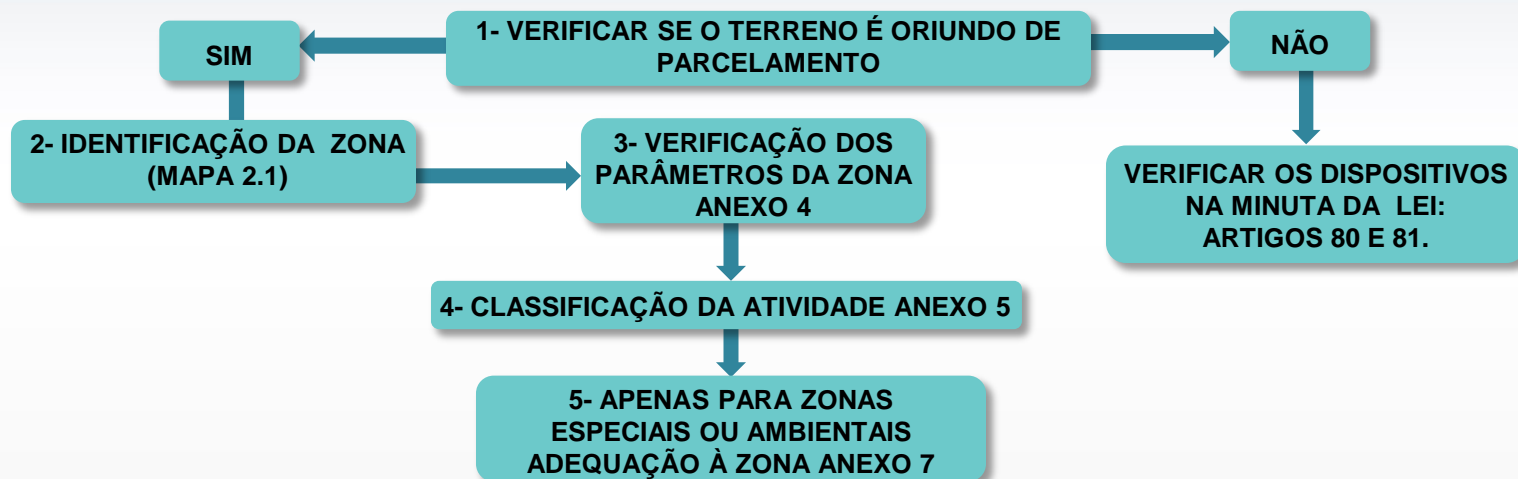 1- VERIFICAR SE O TERRENO É ORIUNDO DE
PARCELAMENTO
SIM
NÃO
2- IDENTIFICAÇÃO DA ZONA
(MAPA 2.1)
3- VERIFICAÇÃO DOS
PARÂMETROS DA ZONA
ANEXO 4
VERIFICAR OS DISPOSITIVOS
NA MINUTA DA LEI:
ARTIGOS 80 E 81.
4- CLASSIFICAÇÃO DA ATIVIDADE ANEXO 5
5- APENAS PARA ZONAS
ESPECIAIS OU AMBIENTAIS
ADEQUAÇÃO À ZONA ANEXO 7